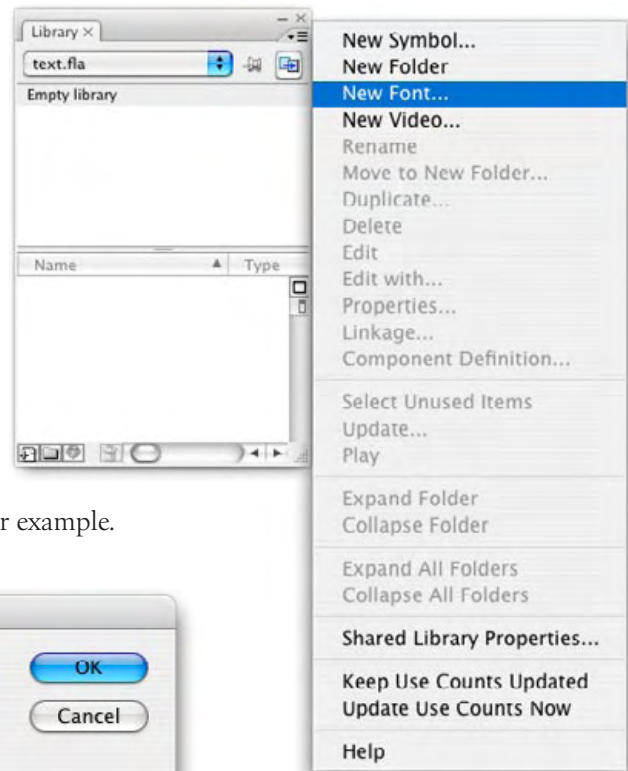 Library ×
text.fla
Empty library
Name
Type
New Symbol...
New Folder
New Font...
New Video...
Rename
Move to New Folder...
Duplicate...
Delete
Edit
Edit with...
Properties...
Linkage...
Component Definition...
Select Unused Items
Update...
Play
Expand Folder
Collapse Folder
Expand All Folders
Collapse All Folders
Shared Library Properties...
Keep Use Counts Updated
Update Use Counts Now
Help
r example.
OK
Cancel